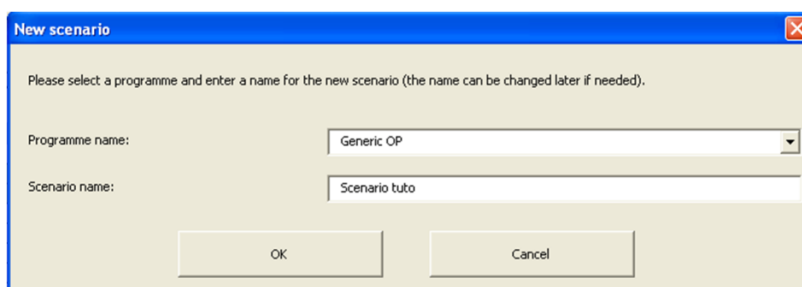 New scenario
Please select a programme and enter a name for the new scenario (the name can be changed later if needed).
Programme name: Generic OP
Scenario name: Scenario tuto
OK Cancel